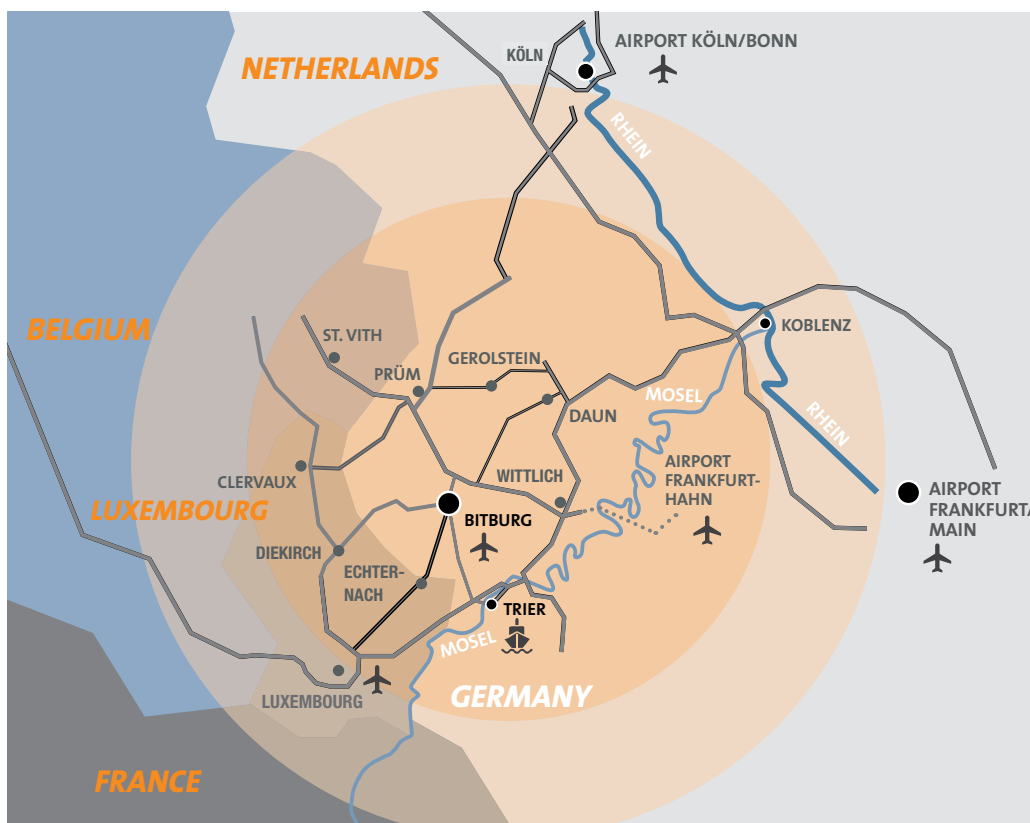 AIRPORT KÖLN/BONN
KÖLN
NETHERLANDS
RHEIN
BELGIUM
ST. VITH
KOBLENZ
GEROLSTEIN
PRÜM
MOSEL
DAUN
RHEIN
CLERVAUX
WITTLICH
AIRPORT
FRANKFURT-
HAHN
LUXEMBOURG
BITBURG
AIRPORT
FRANKFURT/
MAIN
DIEKIRCH
ECHTER-
NACH
TRIER
MOSEL
LUXEMBOURG
GERMANY
FRANCE